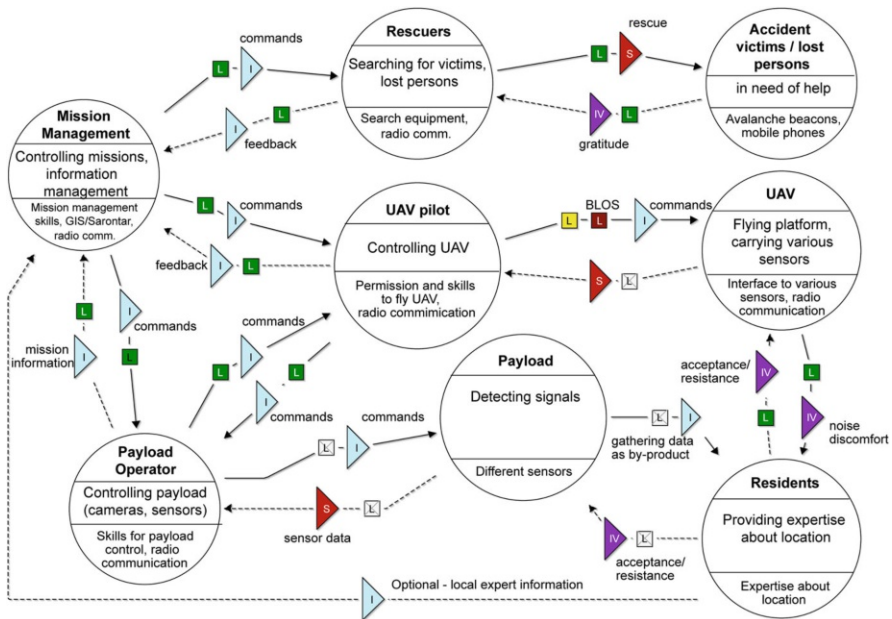 commands
L
I
Rescuers
Searching for victims,
lost persons
Search equipment,
radio comm.
rescue
L
S
Accident
victims / lost
persons
in need of help
Avalanche beacons,
mobile phones
I
L
feedback
IV
L
gratitude
Mission
Management
Controlling missions,
information
management
Mission management
skills, GIS/Sarontar,
radio comm.
L
I
commands
feedback
I
L
UAV pilot
Controlling UAV
Permission and skills
to fly UAV,
radio commimication
BLOS
L
L
I
commands
S
L
UAV
Flying platform,
carrying various
sensors
Interface to various
sensors, radio
communication
L
I
mission
information
I
commands
L
commands
L
I
L
I
commands
Payload
Detecting signals
Different sensors
acceptance/
resistance
IV
L
L
IV
noise
discomfort
L
I
gathering data
as by-product
Payload
Operator
Controlling payload
(cameras, sensors)
Skills for payload
control, radio
communication
commands
L
I
S
L
sensor data
Residents
Providing expertise
about location
Expertise about
location
IV
L
acceptance/
resistance
Optional - local expert information
I